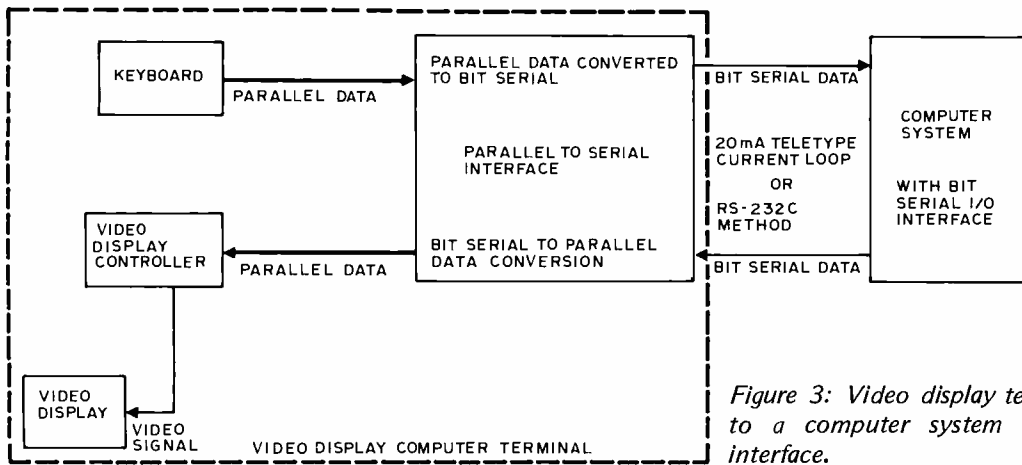 KEYBOARD
PARALLEL DATA
PARALLEL DATA CONVERTED
TO BIT SERIAL
PARALLEL TO SERIAL
INTERFACE
BIT SERIAL TO PARALLEL
DATA CONVERSION
BIT SERIAL DATA
20mA TELETYPE
CURRENT LOOP
OR
RS-232C
METHOD
BIT SERIAL DATA
COMPUTER
SYSTEM
WITH BIT
SERIAL I/O
INTERFACE
VIDEO
DISPLAY
CONTROLLER
PARALLEL DATA
VIDEO
DISPLAY
VIDEO
SIGNAL
VIDEO DISPLAY COMPUTER TERMINAL
Figure 3: Video display te
to a computer system
interface.